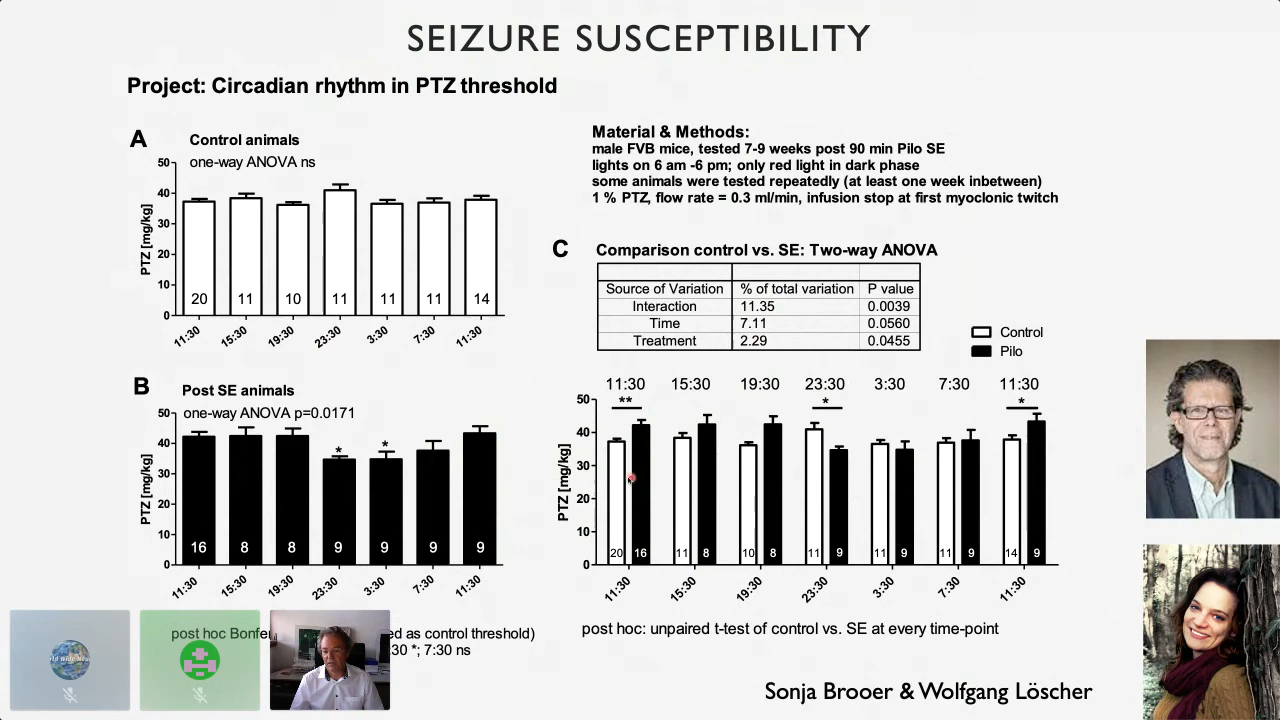 SEIZURE SUSCEPTIBILITY
Project: Circadian rhythm in PTZ threshold
A
Control animals
one-way ANOVA ns
PTZ [mg/kg]
50
40
30
20
10
0
20 11 10 11 11 11 14
11:30 15:30 19:30 23:30 3:30 7:30 11:30
Material & Methods:
male FVB mice, tested 7-9 weeks post 90 min Pilo SE
lights on 6 am -6 pm; only red light in dark phase
some animals were tested repeatedly (at least one week inbetween)
1 % PTZ, flow rate = 0.3 ml/min, infusion stop at first myoclonic twitch
B
Post SE animals
one-way ANOVA p=0.0171
PTZ [mg/kg]
50
40
30
20
10
0
* *
16 8 8 9 9 9 9
11:30 15:30 19:30 23:30 3:30 7:30 11:30
post hoc Bonfer ed as control threshold)
30 *; 7:30 ns
C
Comparison control vs. SE: Two-way ANOVA
Source of Variation % of total variation P value
Interaction 11.35 0.0039
Time 7.11 0.0560
Treatment 2.29 0.0455
Control
Pilo
11:30 15:30 19:30 23:30 3:30 7:30 11:30
** * *
PTZ [mg/kg]
50
40
30
20
10
0
20 16 11 8 10 8 11 9 11 9 11 9 14 9
11:30 15:30 19:30 23:30 3:30 7:30 11:30
post hoc: unpaired t-test of control vs. SE at every time-point
Sonja Brooer & Wolfgang Löscher